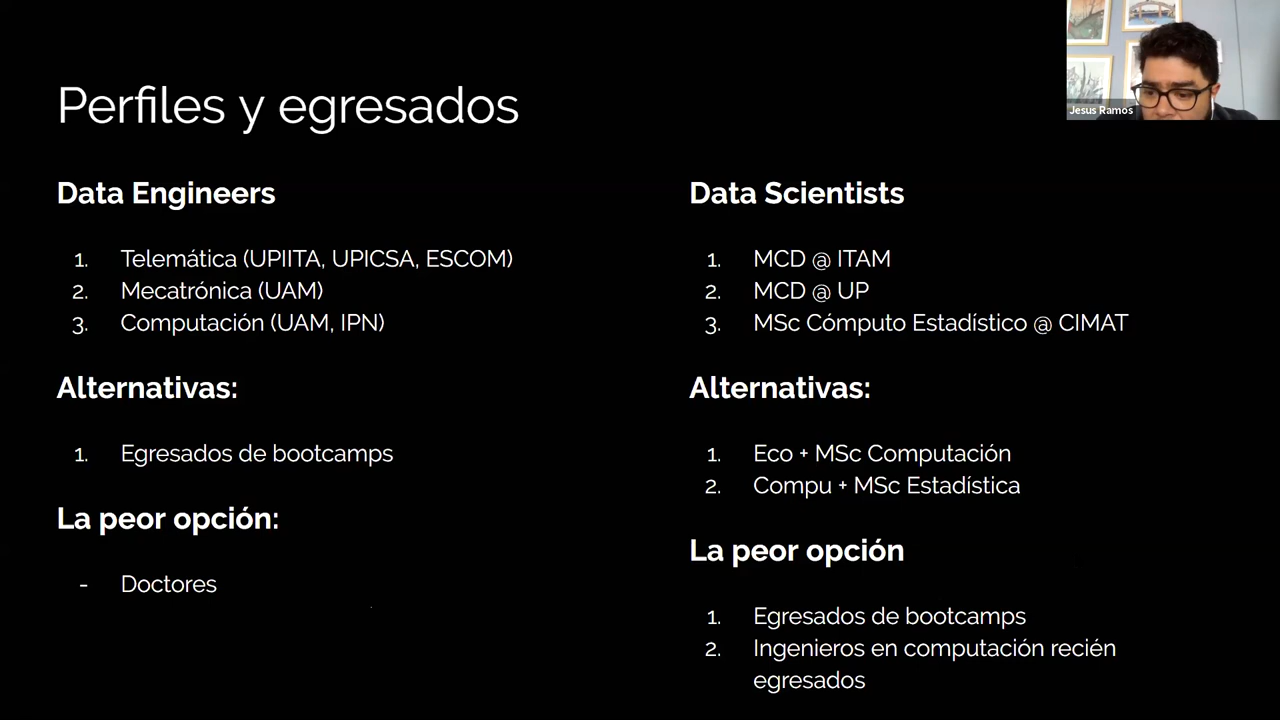 Perfiles y egresados
Jesus Ramos
Data Engineers
1. Telemática (UPIITA, UPICSA, ESCOM)
2. Mecatrónica (UAM)
3. Computación (UAM, IPN)
Alternativas:
1. Egresados de bootcamps
La peor opción:
- Doctores
Data Scientists
1. MCD @ ITAM
2. MCD @ UP
3. MSc Cómputo Estadístico @ CIMAT
Alternativas:
1. Eco + MSc Computación
2. Compu + MSc Estadística
La peor opción
1. Egresados de bootcamps
2. Ingenieros en computación recién
egresados